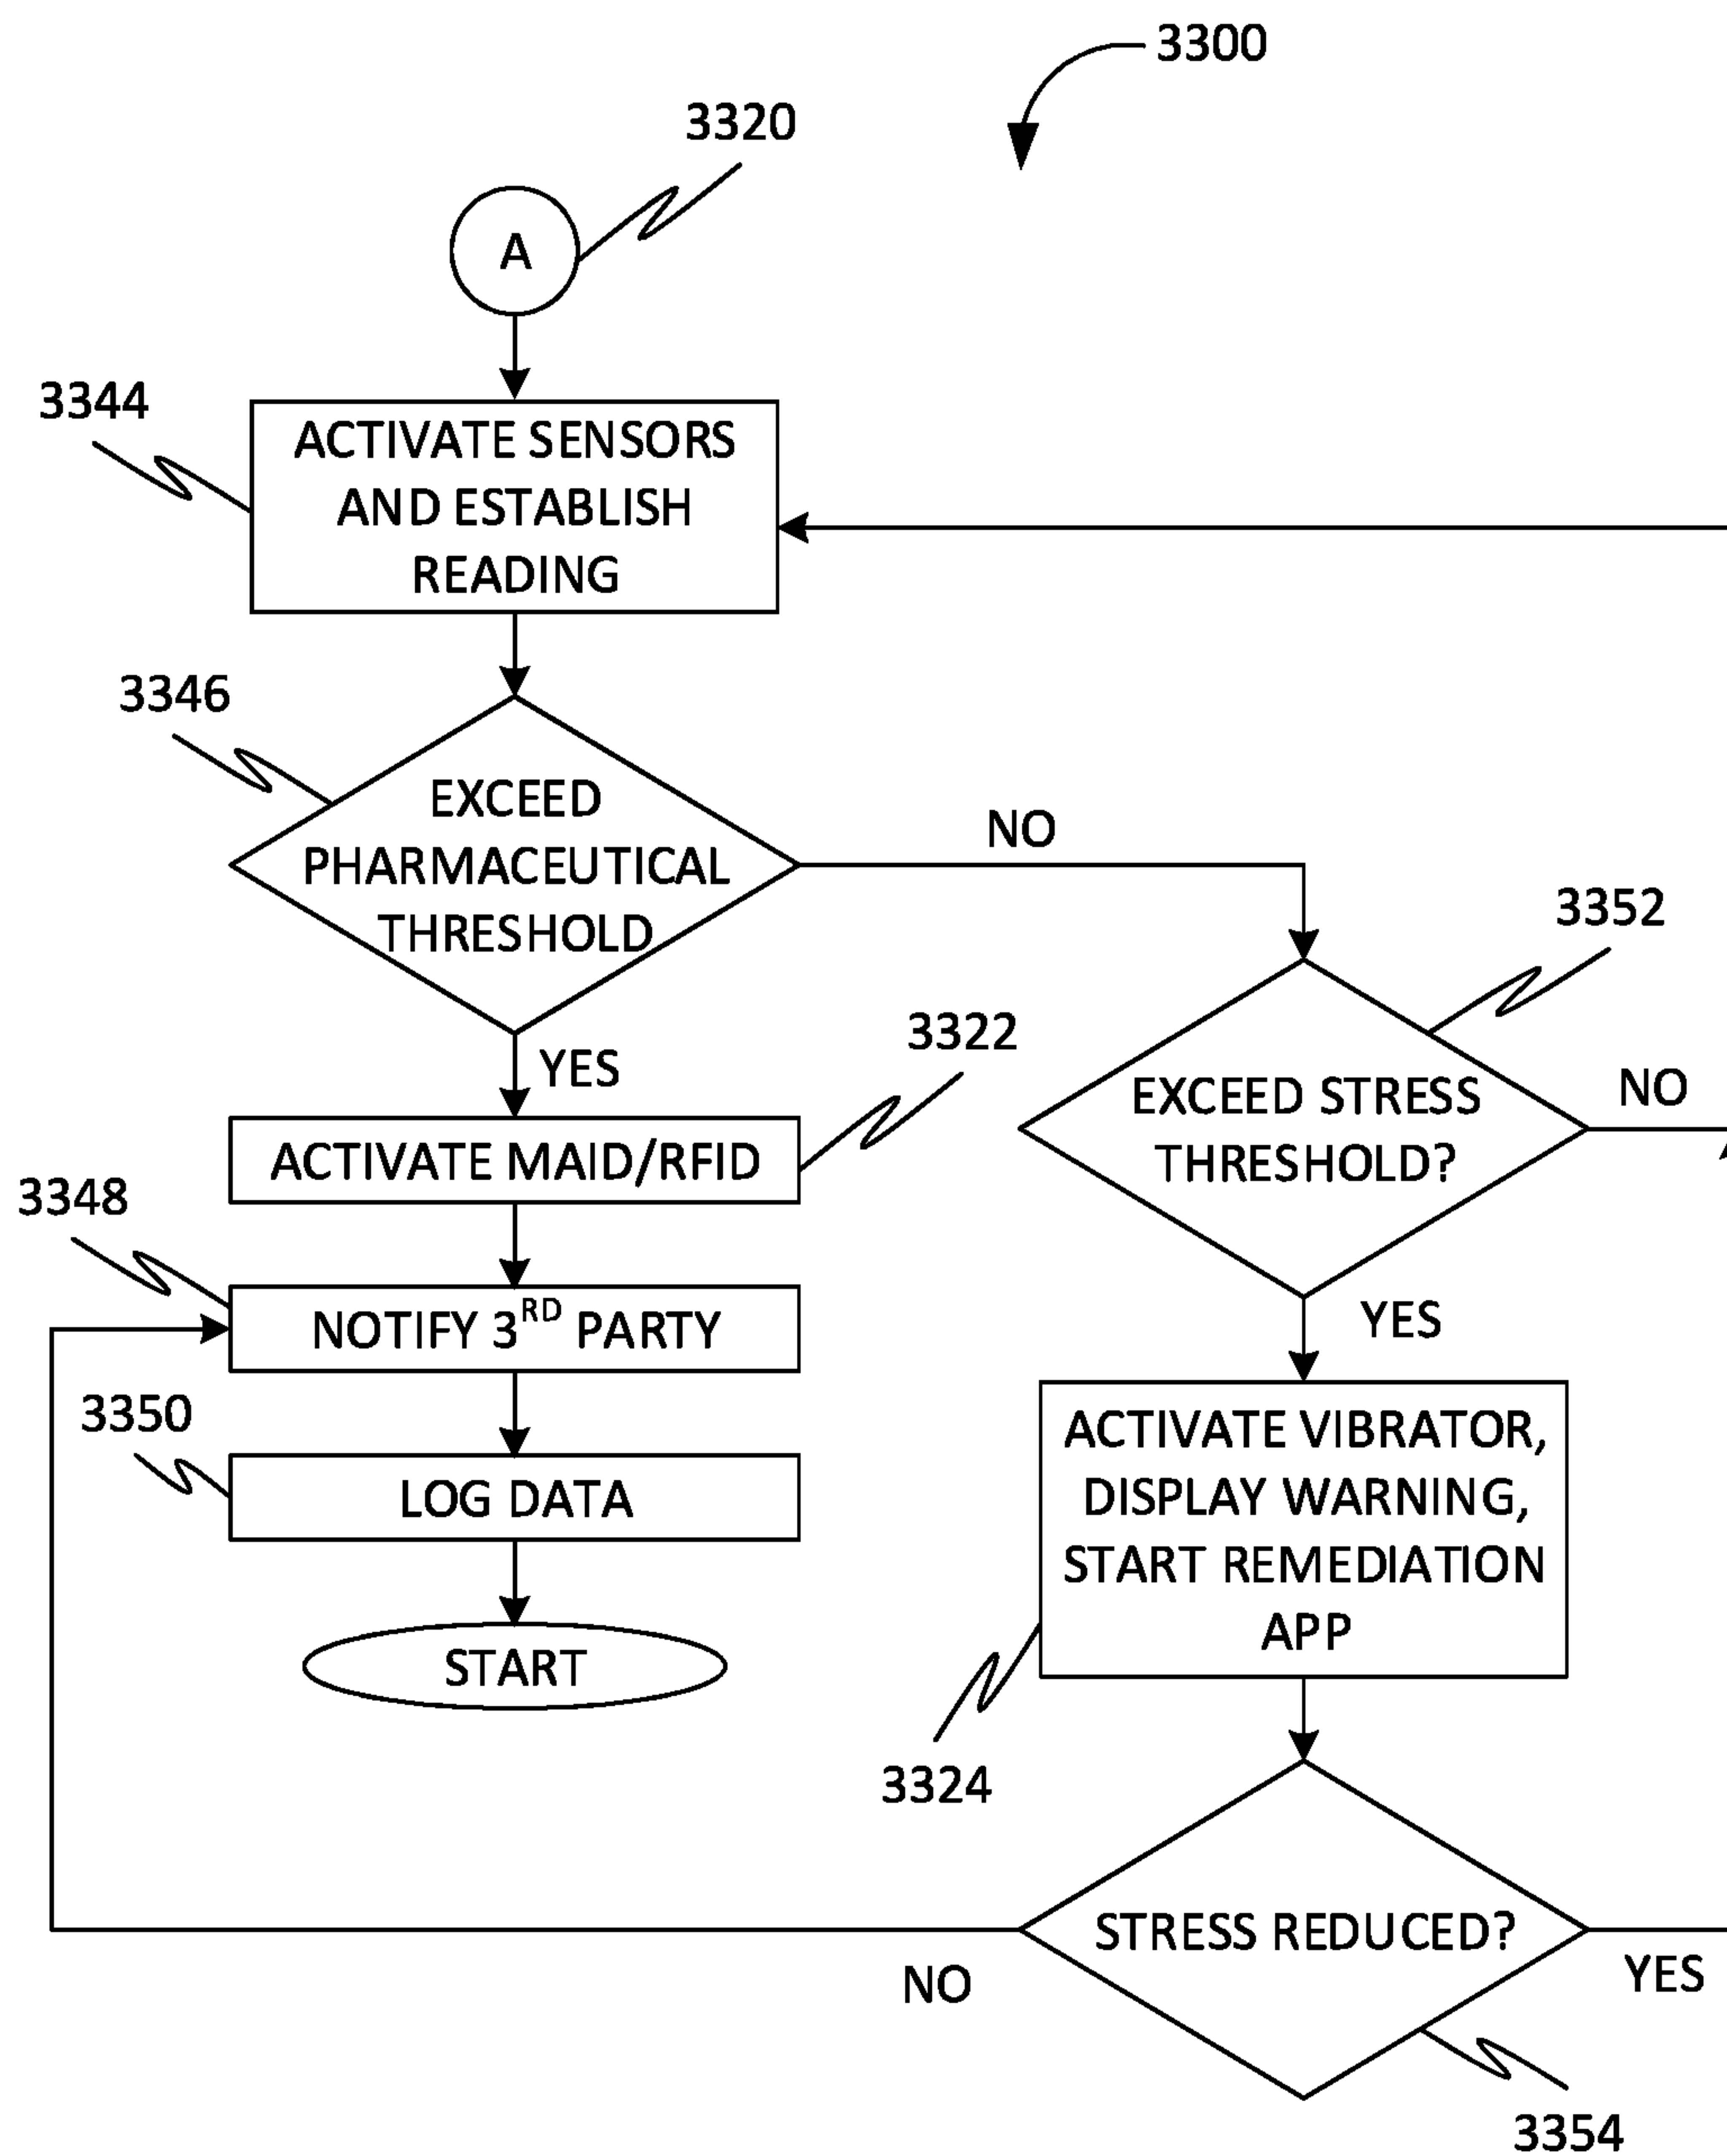 3300
3320
A
3344
ACTIVATE SENSORS
AND ESTABLISH
READING
3346
EXCEED
PHARMACEUTICAL
THRESHOLD
NO
3352
EXCEED STRESS
THRESHOLD?
NO
YES
3322
ACTIVATE MAID/RFID
3348
NOTIFY 3RD PARTY
3350
LOG DATA
START
YES
ACTIVATE VIBRATOR,
DISPLAY WARNING,
START REMEDIATION
APP
3324
STRESS REDUCED?
NO
YES
3354